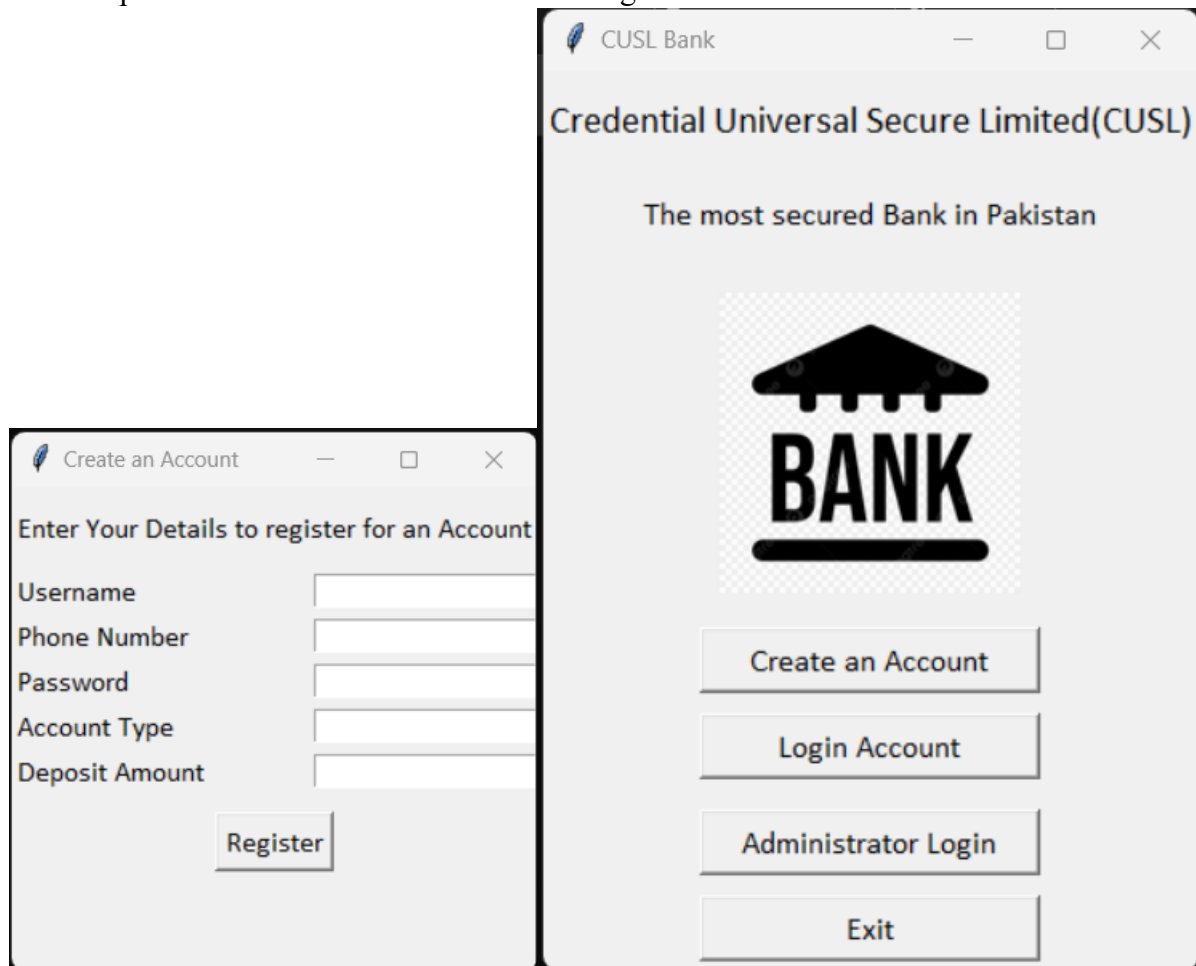 CUSL Bank
Credential Universal Secure Limited(CUSL)
The most secured Bank in Pakistan
BANK
Create an Account
Login Account
Administrator Login
Exit
Create an Account
Enter Your Details to register for an Account
Username
Phone Number
Password
Account Type
Deposit Amount
Register